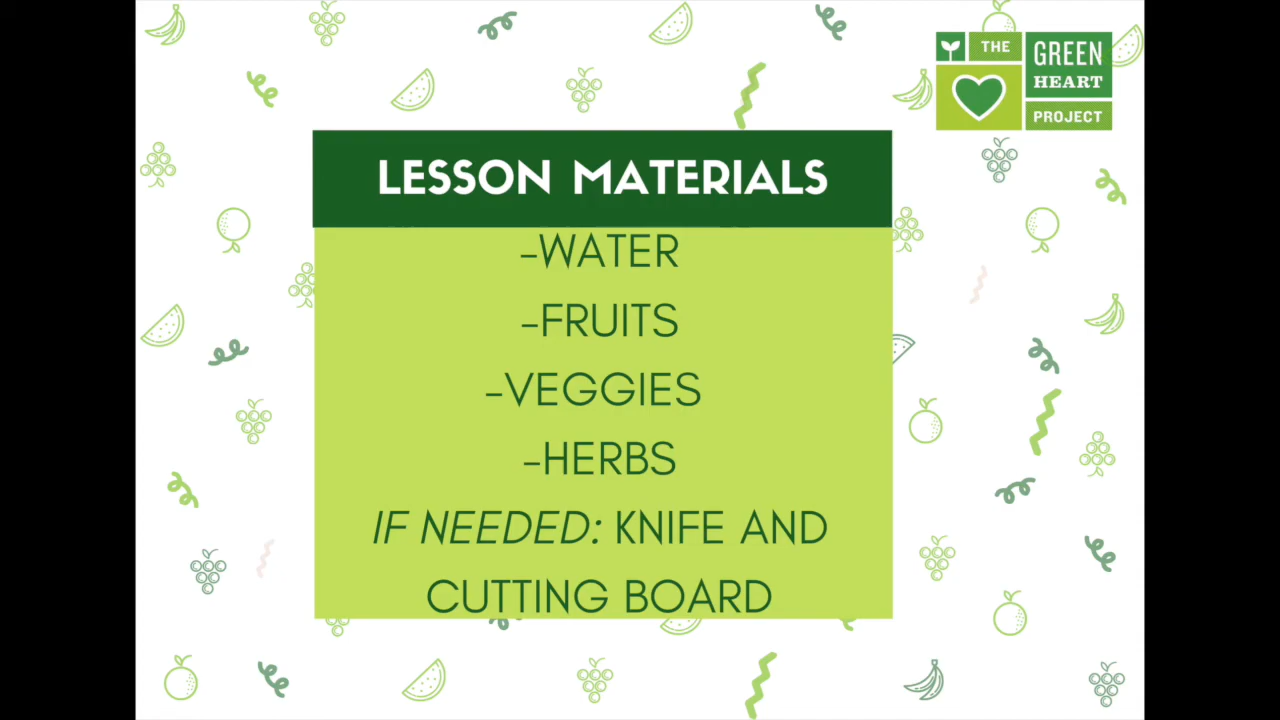 THE
GREEN
HEART
PROJECT
LESSON MATERIALS
-WATER
-FRUITS
-VEGGIES
-HERBS
IF NEEDED: KNIFE AND
CUTTING BOARD